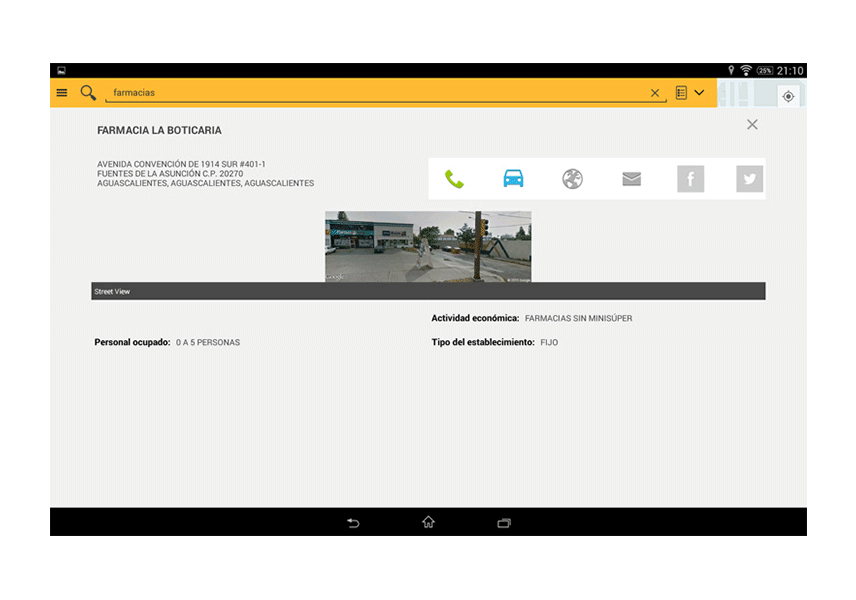 25% 21:10
farmacias
FARMACIA LA BOTICARIA
AVENIDA CONVENCIÓN DE 1914 SUR #401-1
FUENTES DE LA ASUNCIÓN C.P. 20270
AGUASCALIENTES, AGUASCALIENTES, AGUASCALIENTES
f
Google
Street View
Actividad económica: FARMACIAS SIN MINISÚPER
Personal ocupado: 0 A 5 PERSONAS
Tipo del establecimiento: FIJO